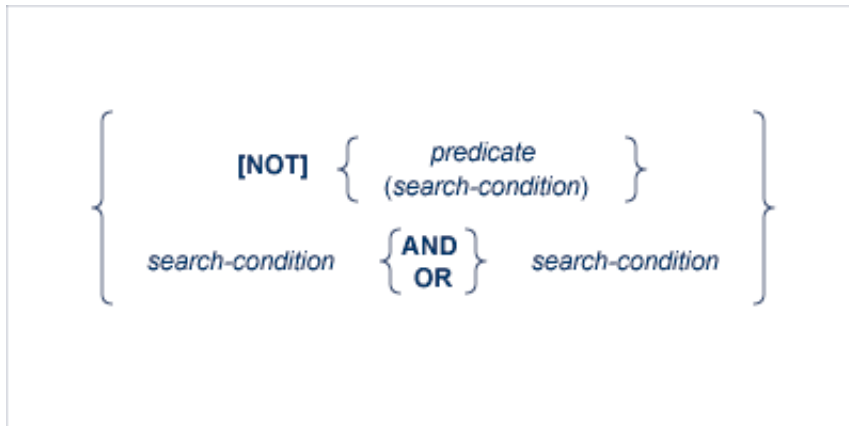 [NOT] { predicate
(search-condition) }
search-condition { AND
OR } search-condition